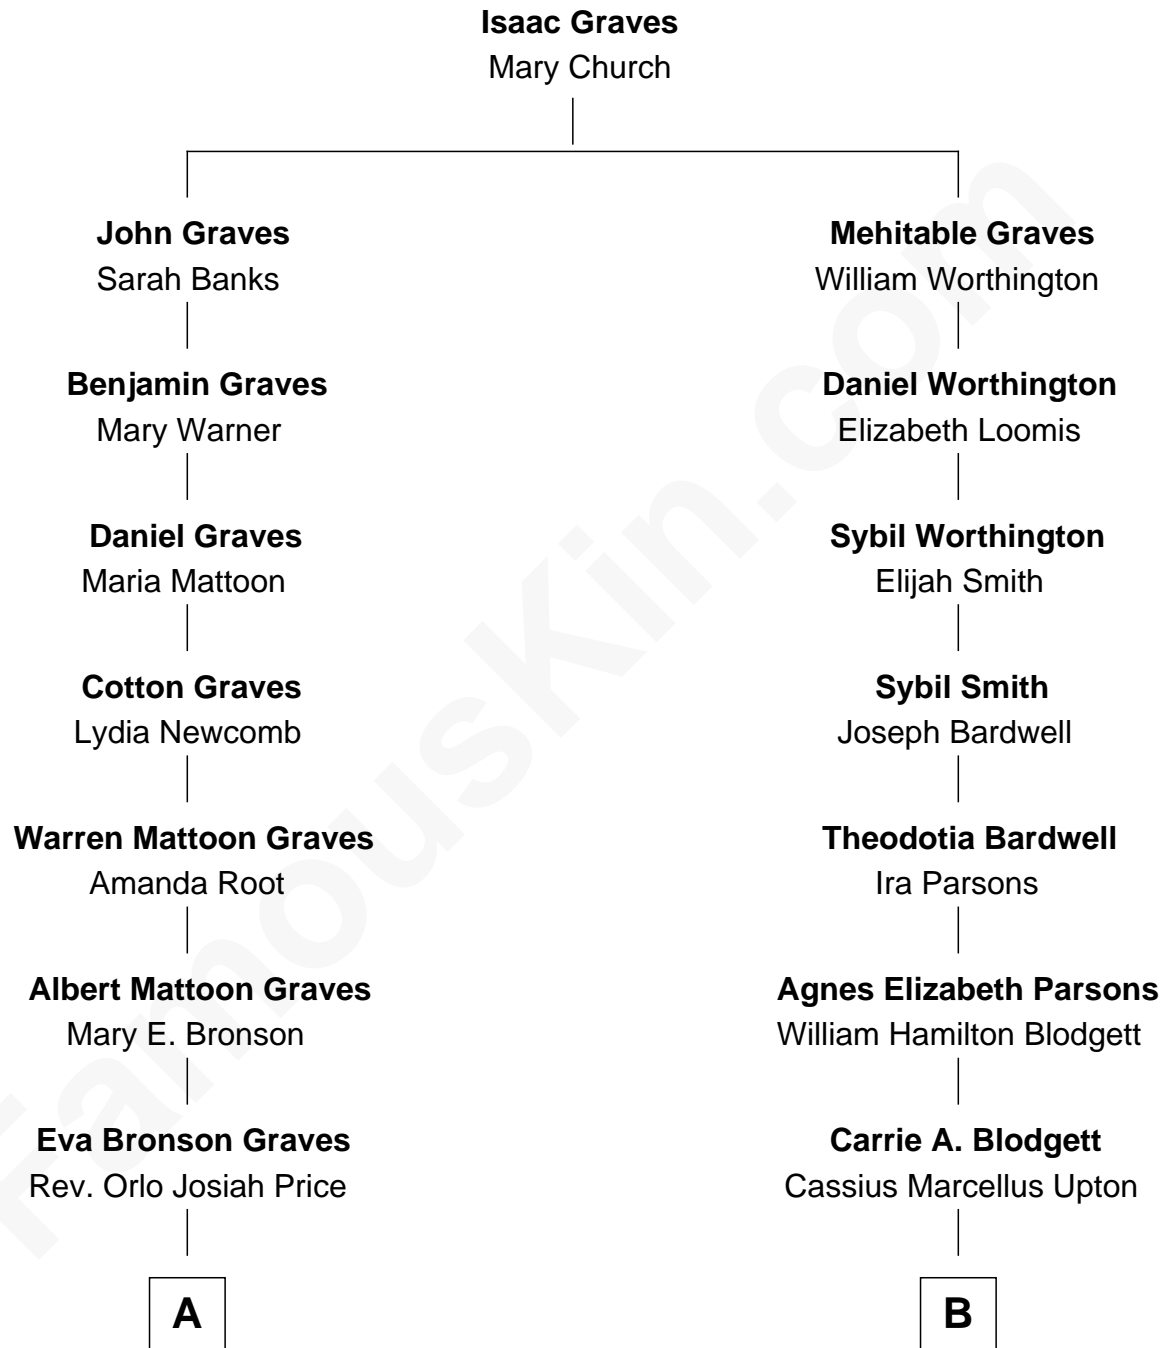 Isaac Graves
Mary Church
John Graves
Sarah Banks
Mehitable Graves
William Worthington
Benjamin Graves
Mary Warner
Daniel Worthington
Elizabeth Loomis
Daniel Graves
Maria Mattoon
Sybil Worthington
Elijah Smith
Cotton Graves
Lydia Newcomb
Sybil Smith
Joseph Bardwell
Warren Mattoon Graves
Amanda Root
Theodotia Bardwell
Ira Parsons
Albert Mattoon Graves
Mary E. Bronson
Agnes Elizabeth Parsons
William Hamilton Blodgett
Eva Bronson Graves
Rev. Orlo Josiah Price
Carrie A. Blodgett
Cassius Marcellus Upton
A
B
FamousKin.com